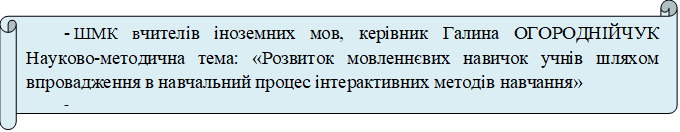 - ШМК вчителів іноземних мов, керівник Галина ОГОРОДНІЙЧУК
Науково-методична тема: «Розвиток мовленнєвих навичок учнів шляхом
впровадження в навчальний процес інтерактивних методів навчання»
-